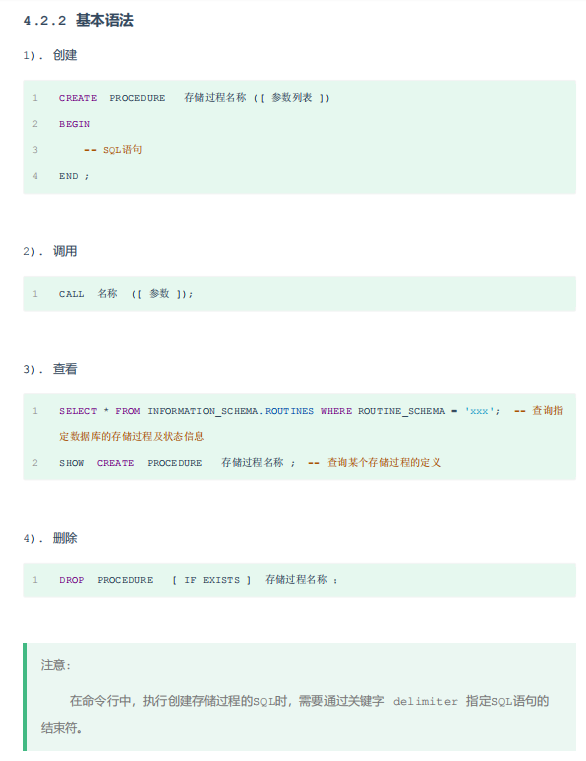 4.2.2 基本语法
1). 创建
1 CREATE PROCEDURE 存储过程名称 ([ 参数列表 ])
2 BEGIN
3 -- SQL语句
4 END ;
2). 调用
1 CALL 名称 ([ 参数 ]);
3). 查看
1 SELECT * FROM INFORMATION_SCHEMA.ROUTINES WHERE ROUTINE_SCHEMA = 'xxx'; -- 查询指
定数据库的存储过程及状态信息
2 SHOW CREATE PROCEDURE 存储过程名称 ; -- 查询某个存储过程的定义
4). 删除
1 DROP PROCEDURE [ IF EXISTS ] 存储过程名称 ;
注意:
在命令行中，执行创建存储过程的SQL时，需要通过关键字 delimiter 指定SQL语句的
结束符。